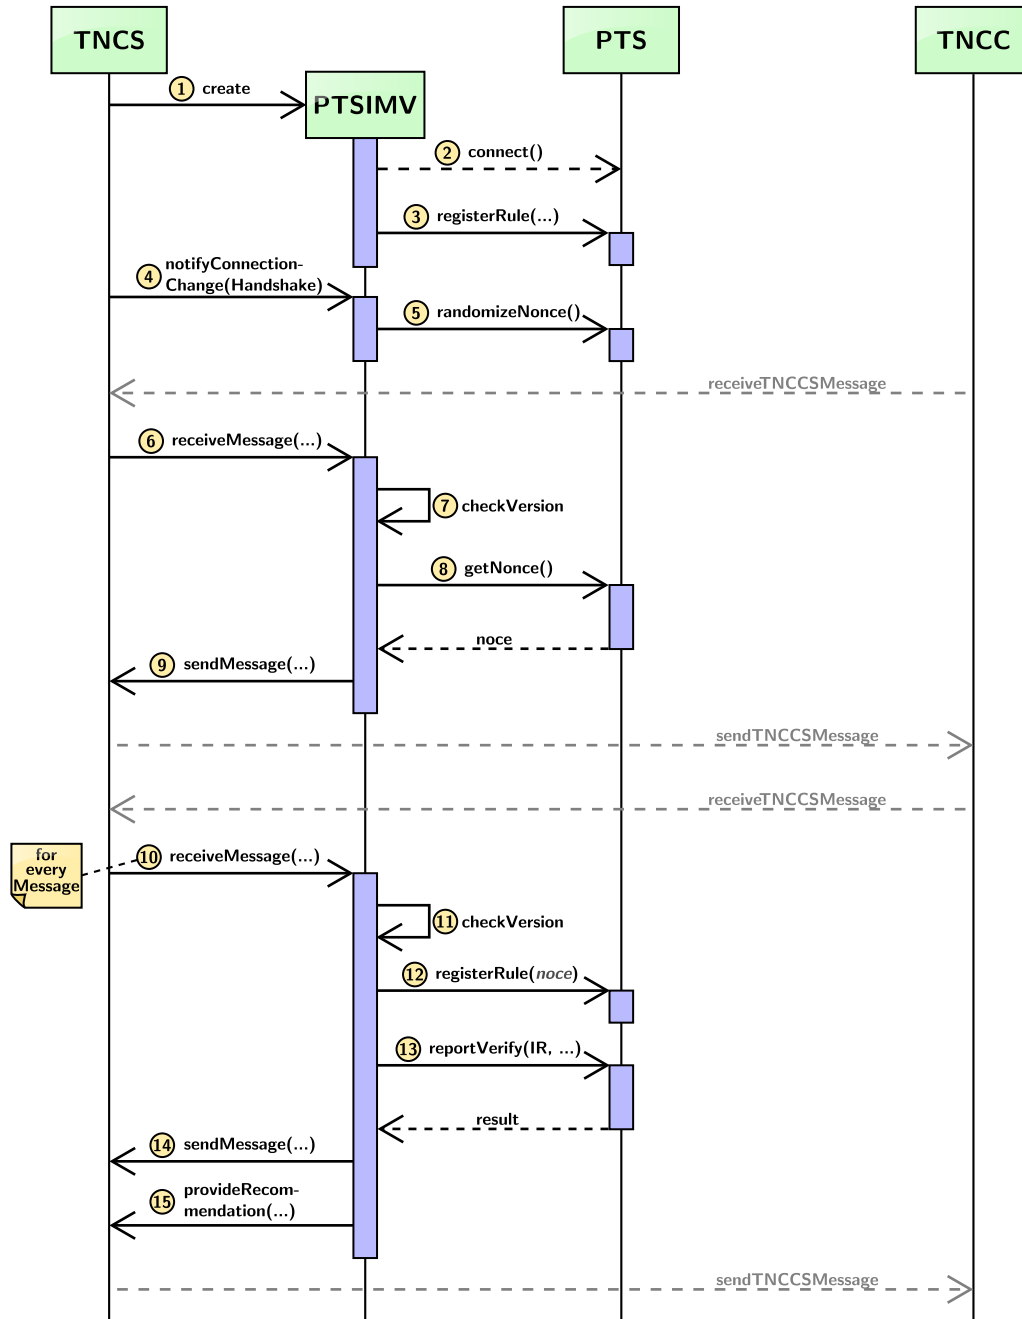 TNCS
PTS
TNCC
1 create
PTSIMV
2 connect()
3 registerRule(...)
4 notifyConnection-
Change(Handshake)
5 randomizeNonce()
receiveTNCCSMessage
6 receiveMessage(...)
7 checkVersion
8 getNonce()
noce
9 sendMessage(...)
sendTNCCSMessage
receiveTNCCSMessage
for
every
Message
10 receiveMessage(...)
11 checkVersion
12 registerRule(noce)
13 reportVerify(IR, ...)
result
14 sendMessage(...)
15 provideRecom-
mendation(...)
sendTNCCSMessage